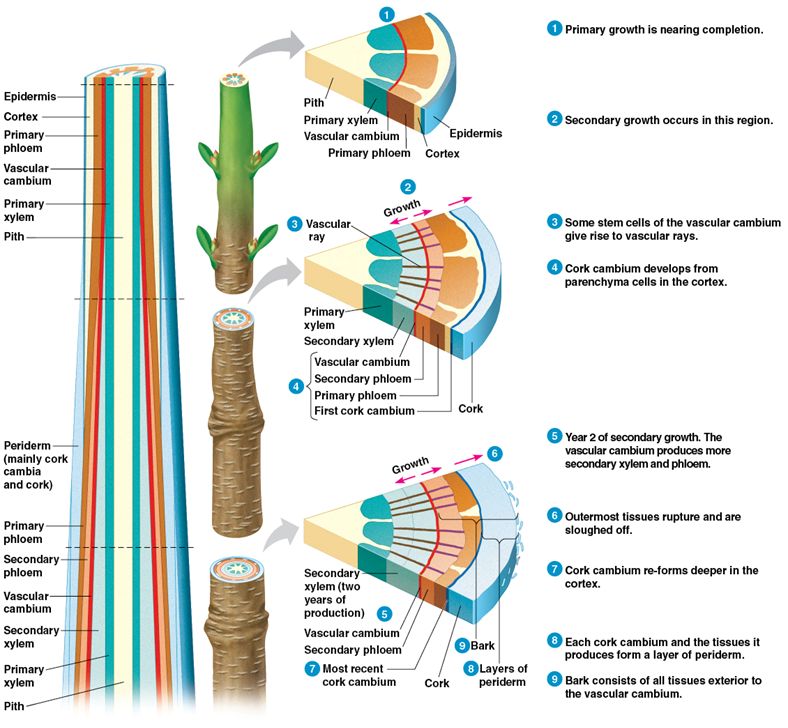 Epidermis
Cortex
Primary
phloem
Vascular
cambium
Primary
xylem
Pith
Periderm
(mainly cork
cambia
and cork)
Primary
phloem
Secondary
phloem
Vascular
cambium
Secondary
xylem
Primary
xylem
Pith
1
Pith
Primary xylem
Vascular cambium
Primary phloem
Cortex
Epidermis
2
Growth
3 Vascular
ray
Primary
xylem
Secondary xylem
4
Vascular cambium
Secondary phloem
Primary phloem
First cork cambium
Cork
6
Growth
Secondary
xylem (two
years of
production) 5
Vascular cambium
Secondary phloem
7 Most recent
cork cambium
Cork
9 Bark
8 Layers of
periderm
1 Primary growth is nearing completion.
2 Secondary growth occurs in this region.
3 Some stem cells of the vascular cambium
give rise to vascular rays.
4 Cork cambium develops from
parenchyma cells in the cortex.
5 Year 2 of secondary growth. The
vascular cambium produces more
secondary xylem and phloem.
6 Outermost tissues rupture and are
sloughed off.
7 Cork cambium re-forms deeper in the
cortex.
8 Each cork cambium and the tissues it
produces form a layer of periderm.
9 Bark consists of all tissues exterior to
the vascular cambium.